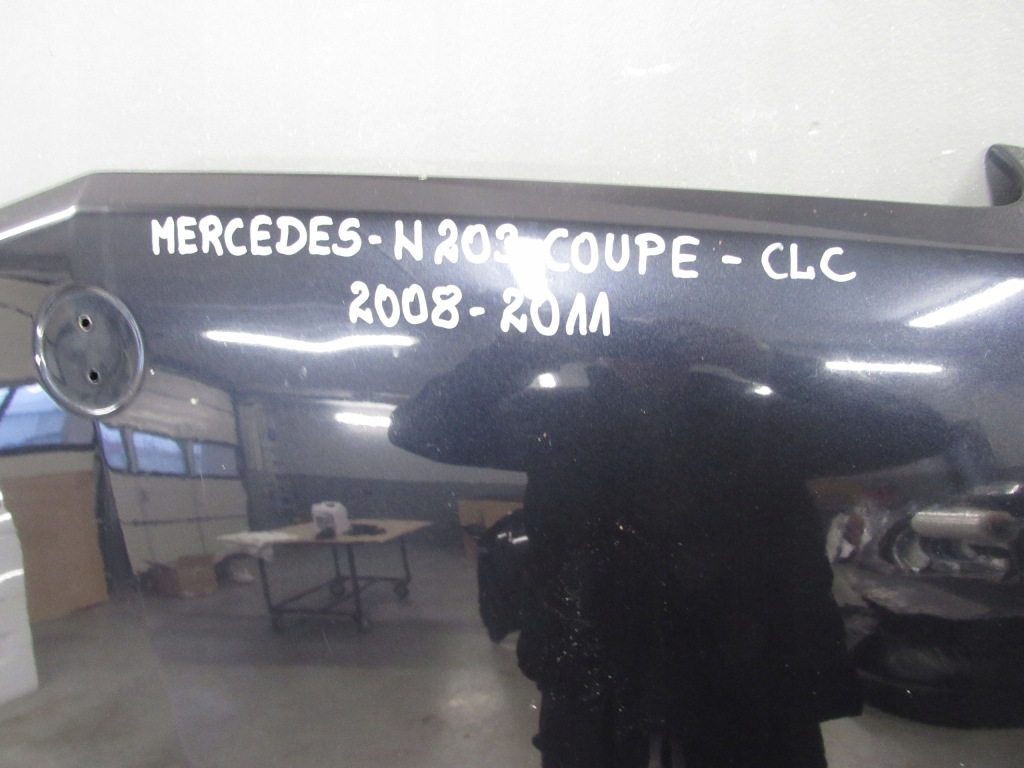 MERCEDES - W203 COUPE - CLC
2008 - 2011